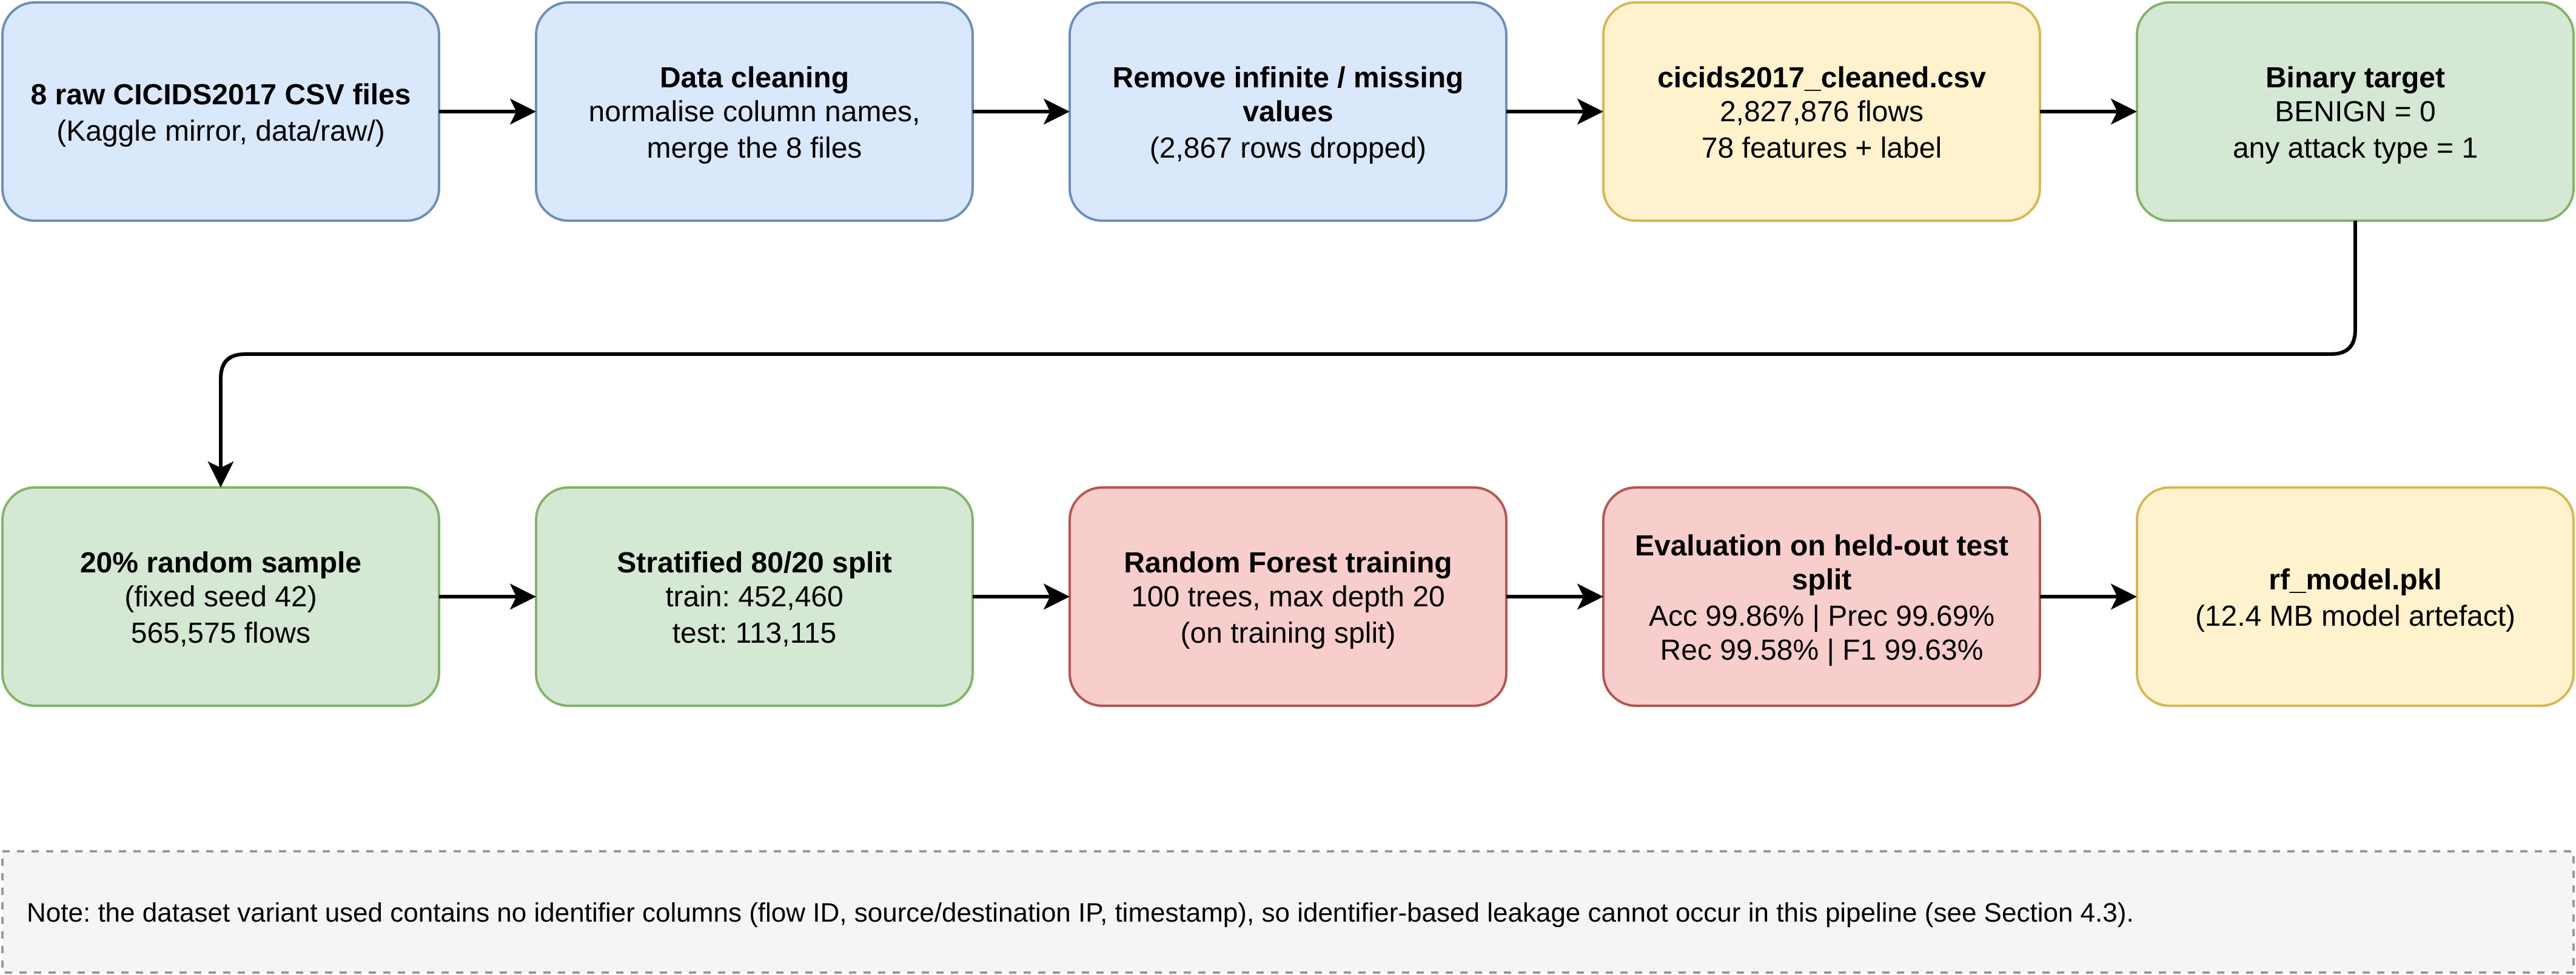 8 raw CICIDS2017 CSV files
(Kaggle mirror, data/raw/)
Data cleaning
normalise column names,
merge the 8 files
Remove infinite / missing
values
(2,867 rows dropped)
cicids2017_cleaned.csv
2,827,876 flows
78 features + label
Binary target
BENIGN = 0
any attack type = 1
20% random sample
(fixed seed 42)
565,575 flows
Stratified 80/20 split
train: 452,460
test: 113,115
Random Forest training
100 trees, max depth 20
(on training split)
Evaluation on held-out test
split
Acc 99.86% | Prec 99.69%
Rec 99.58% | F1 99.63%
rf_model.pkl
(12.4 MB model artefact)
Note: the dataset variant used contains no identifier columns (flow ID, source/destination IP, timestamp), so identifier-based leakage cannot occur in this pipeline (see Section 4.3).